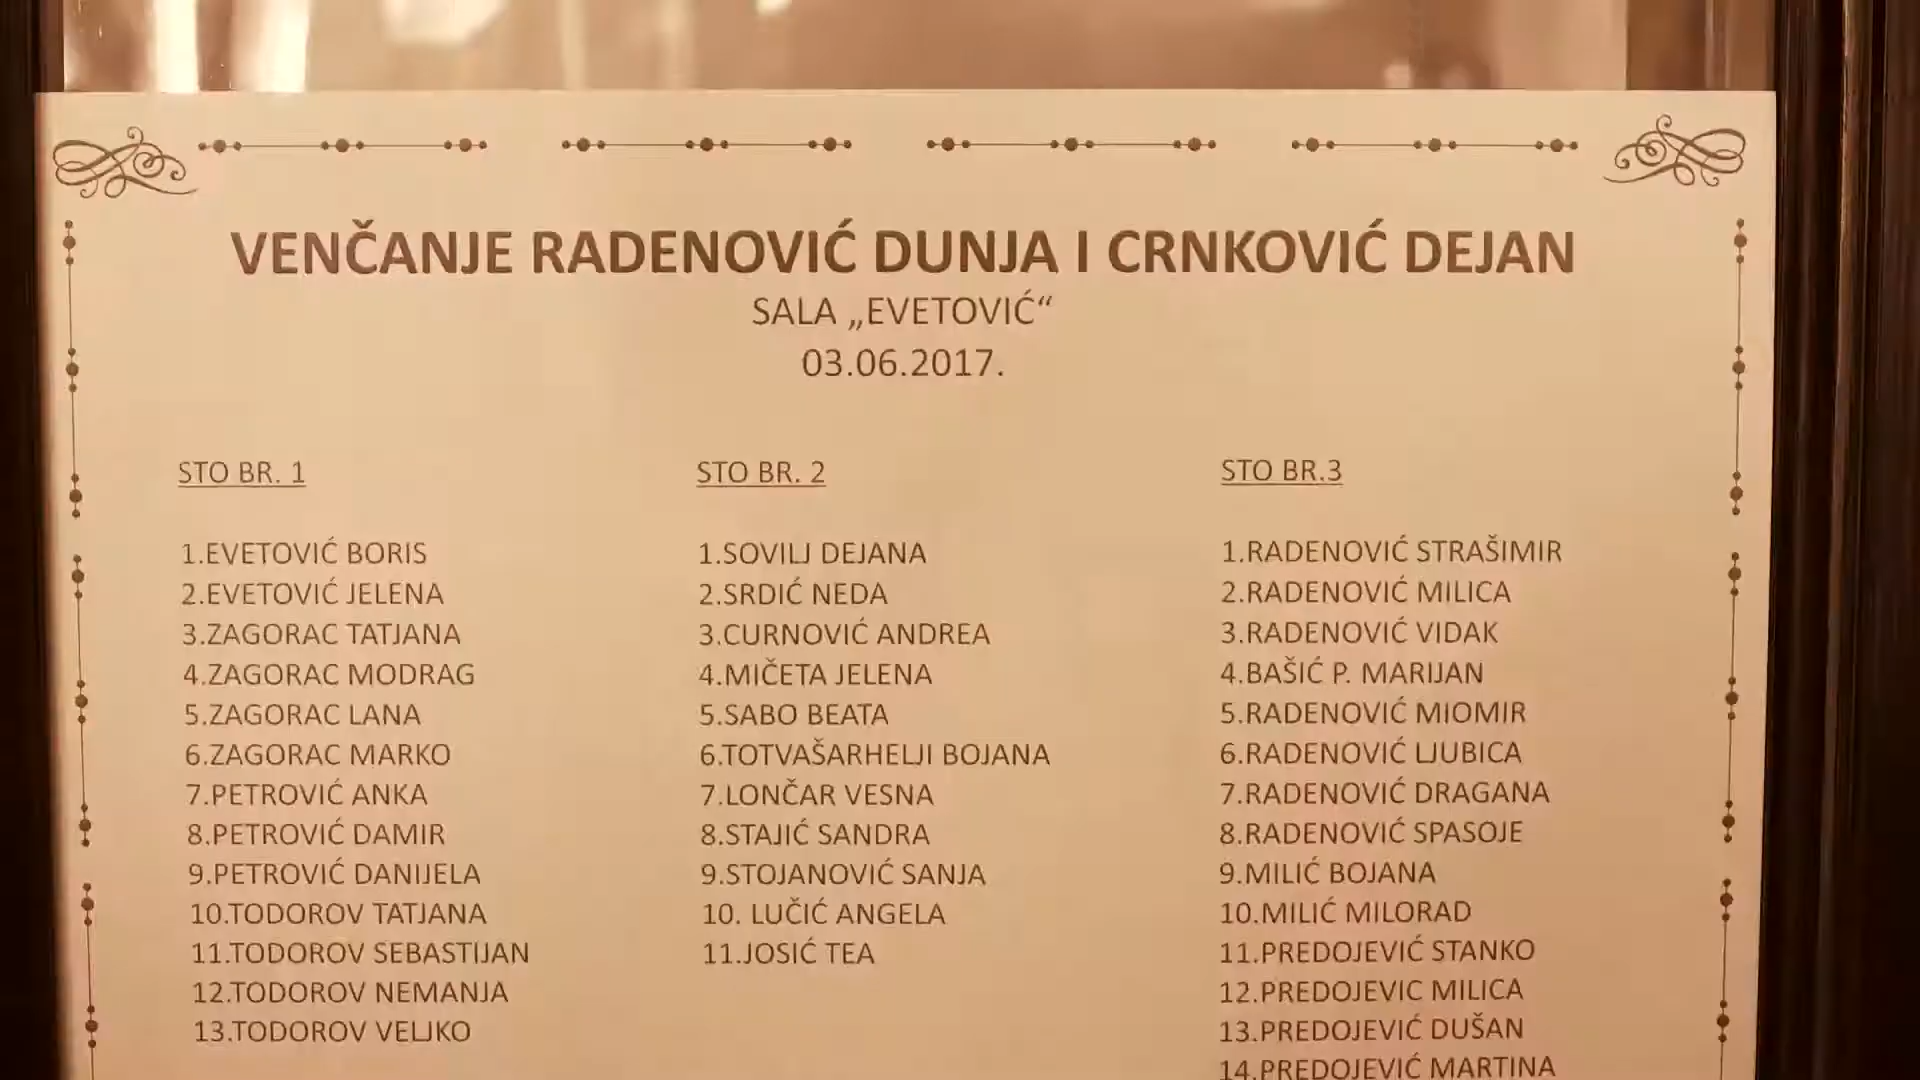 VENČANJE RADENOVIĆ DUNJA I CRNKOVIĆ DEJAN
SALA „EVETOVIĆ“
03.06.2017.
STO BR. 1
1.EVETOVIĆ BORIS
2.EVETOVIĆ JELENA
3.ZAGORAC TATJANA
4.ZAGORAC MODRAG
5.ZAGORAC LANA
6.ZAGORAC MARKO
7.PETROVIĆ ANKA
8.PETROVIĆ DAMIR
9.PETROVIĆ DANIJELA
10.TODOROV TATJANA
11.TODOROV SEBASTIJAN
12.TODOROV NEMANJA
13.TODOROV VELJKO
STO BR. 2
1.SOVILJ DEJANA
2.SRDIĆ NEDA
3.CURNOVIĆ ANDREA
4.MIČETA JELENA
5.SABO BEATA
6.TOTVAŠARHELJI BOJANA
7.LONČAR VESNA
8.STAJIĆ SANDRA
9.STOJANOVIĆ SANJA
10. LUČIĆ ANGELA
11.JOSIĆ TEA
STO BR.3
1.RADENOVIĆ STRAŠIMIR
2.RADENOVIĆ MILICA
3.RADENOVIĆ VIDAK
4.BAŠIĆ P. MARIJAN
5.RADENOVIĆ MIOMIR
6.RADENOVIĆ LJUBICA
7.RADENOVIĆ DRAGANA
8.RADENOVIĆ SPASOJE
9.MILIĆ BOJANA
10.MILIĆ MILORAD
11.PREDOJEVIĆ STANKO
12.PREDOJEVIC MILICA
13.PREDOJEVIĆ DUŠAN
14.PREDOJEVIĆ MARTINA